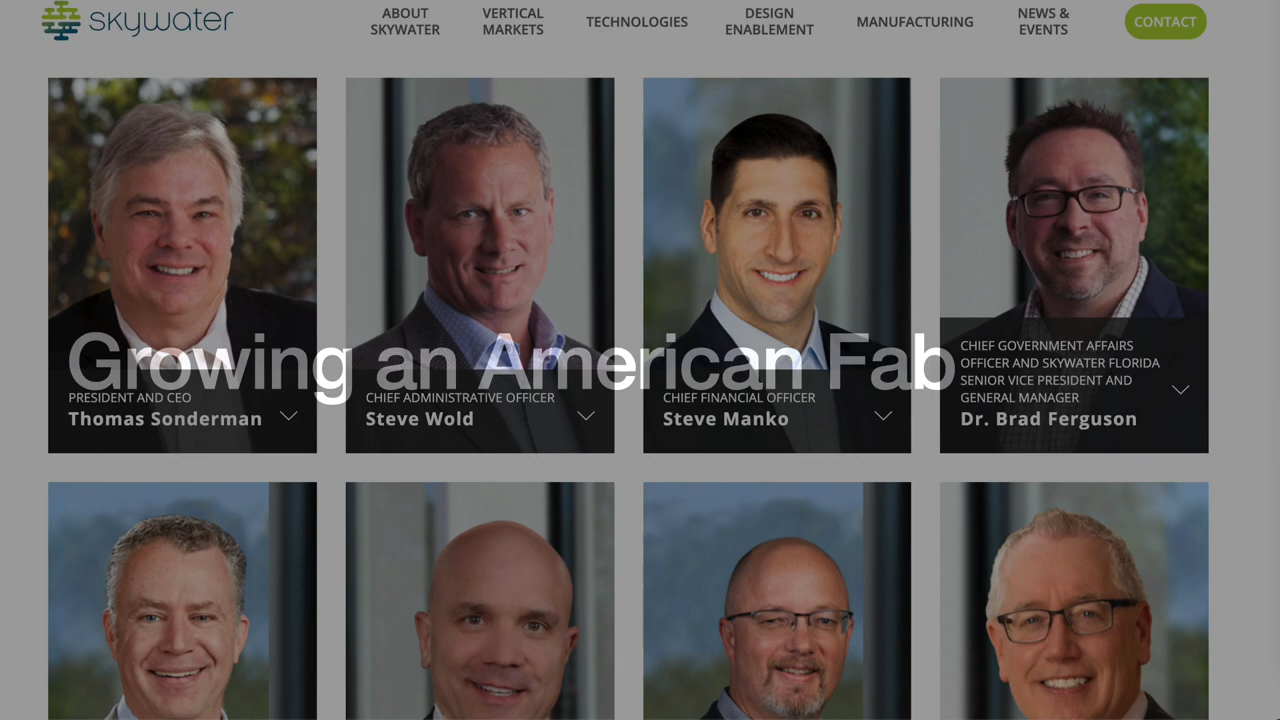 skywater
ABOUT
SKYWATER
VERTICAL
MARKETS
TECHNOLOGIES
DESIGN
ENABLEMENT
MANUFACTURING
NEWS &
EVENTS
CONTACT
Growing an American Fab
PRESIDENT AND CEO
Thomas Sonderman
CHIEF ADMINISTRATIVE OFFICER
Steve Wold
CHIEF FINANCIAL OFFICER
Steve Manko
CHIEF GOVERNMENT AFFAIRS
OFFICER AND SKYWATER FLORIDA
SENIOR VICE PRESIDENT AND
GENERAL MANAGER
Dr. Brad Ferguson